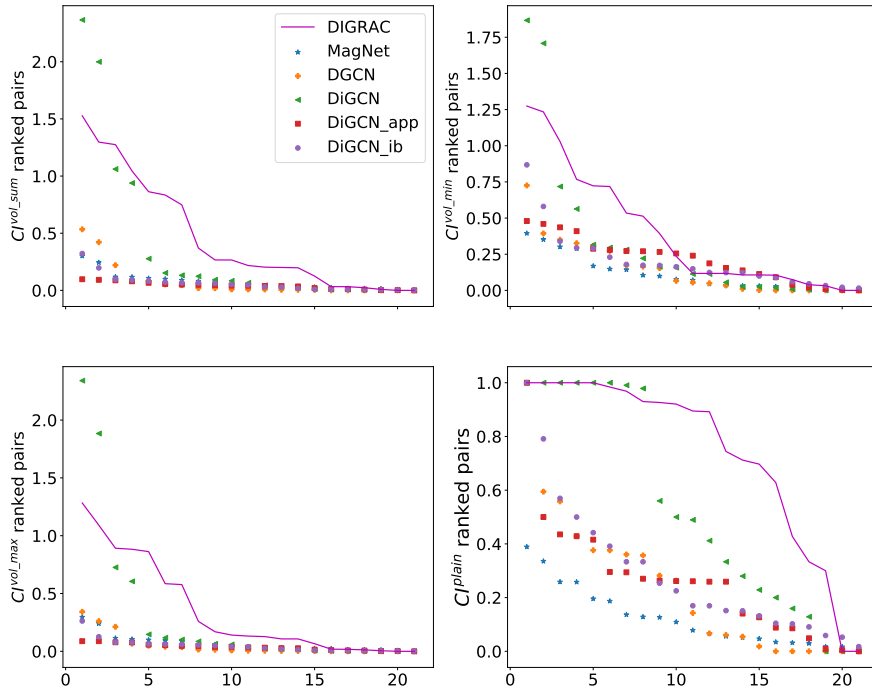 2.0
1.5
1.0
0.5
0.0
CI^{vol_sum} ranked pairs
DIGRAC
MagNet
DGCN
DiGCN
DiGCN_app
DiGCN_ib
1.75
1.50
1.25
1.00
0.75
0.50
0.25
0.00
CI^{vol_min} ranked pairs
2.0
1.5
1.0
0.5
0.0
CI^{vol_max} ranked pairs
0 5 10 15 20
1.0
0.8
0.6
0.4
0.2
0.0
CI^{plain} ranked pairs
0 5 10 15 20